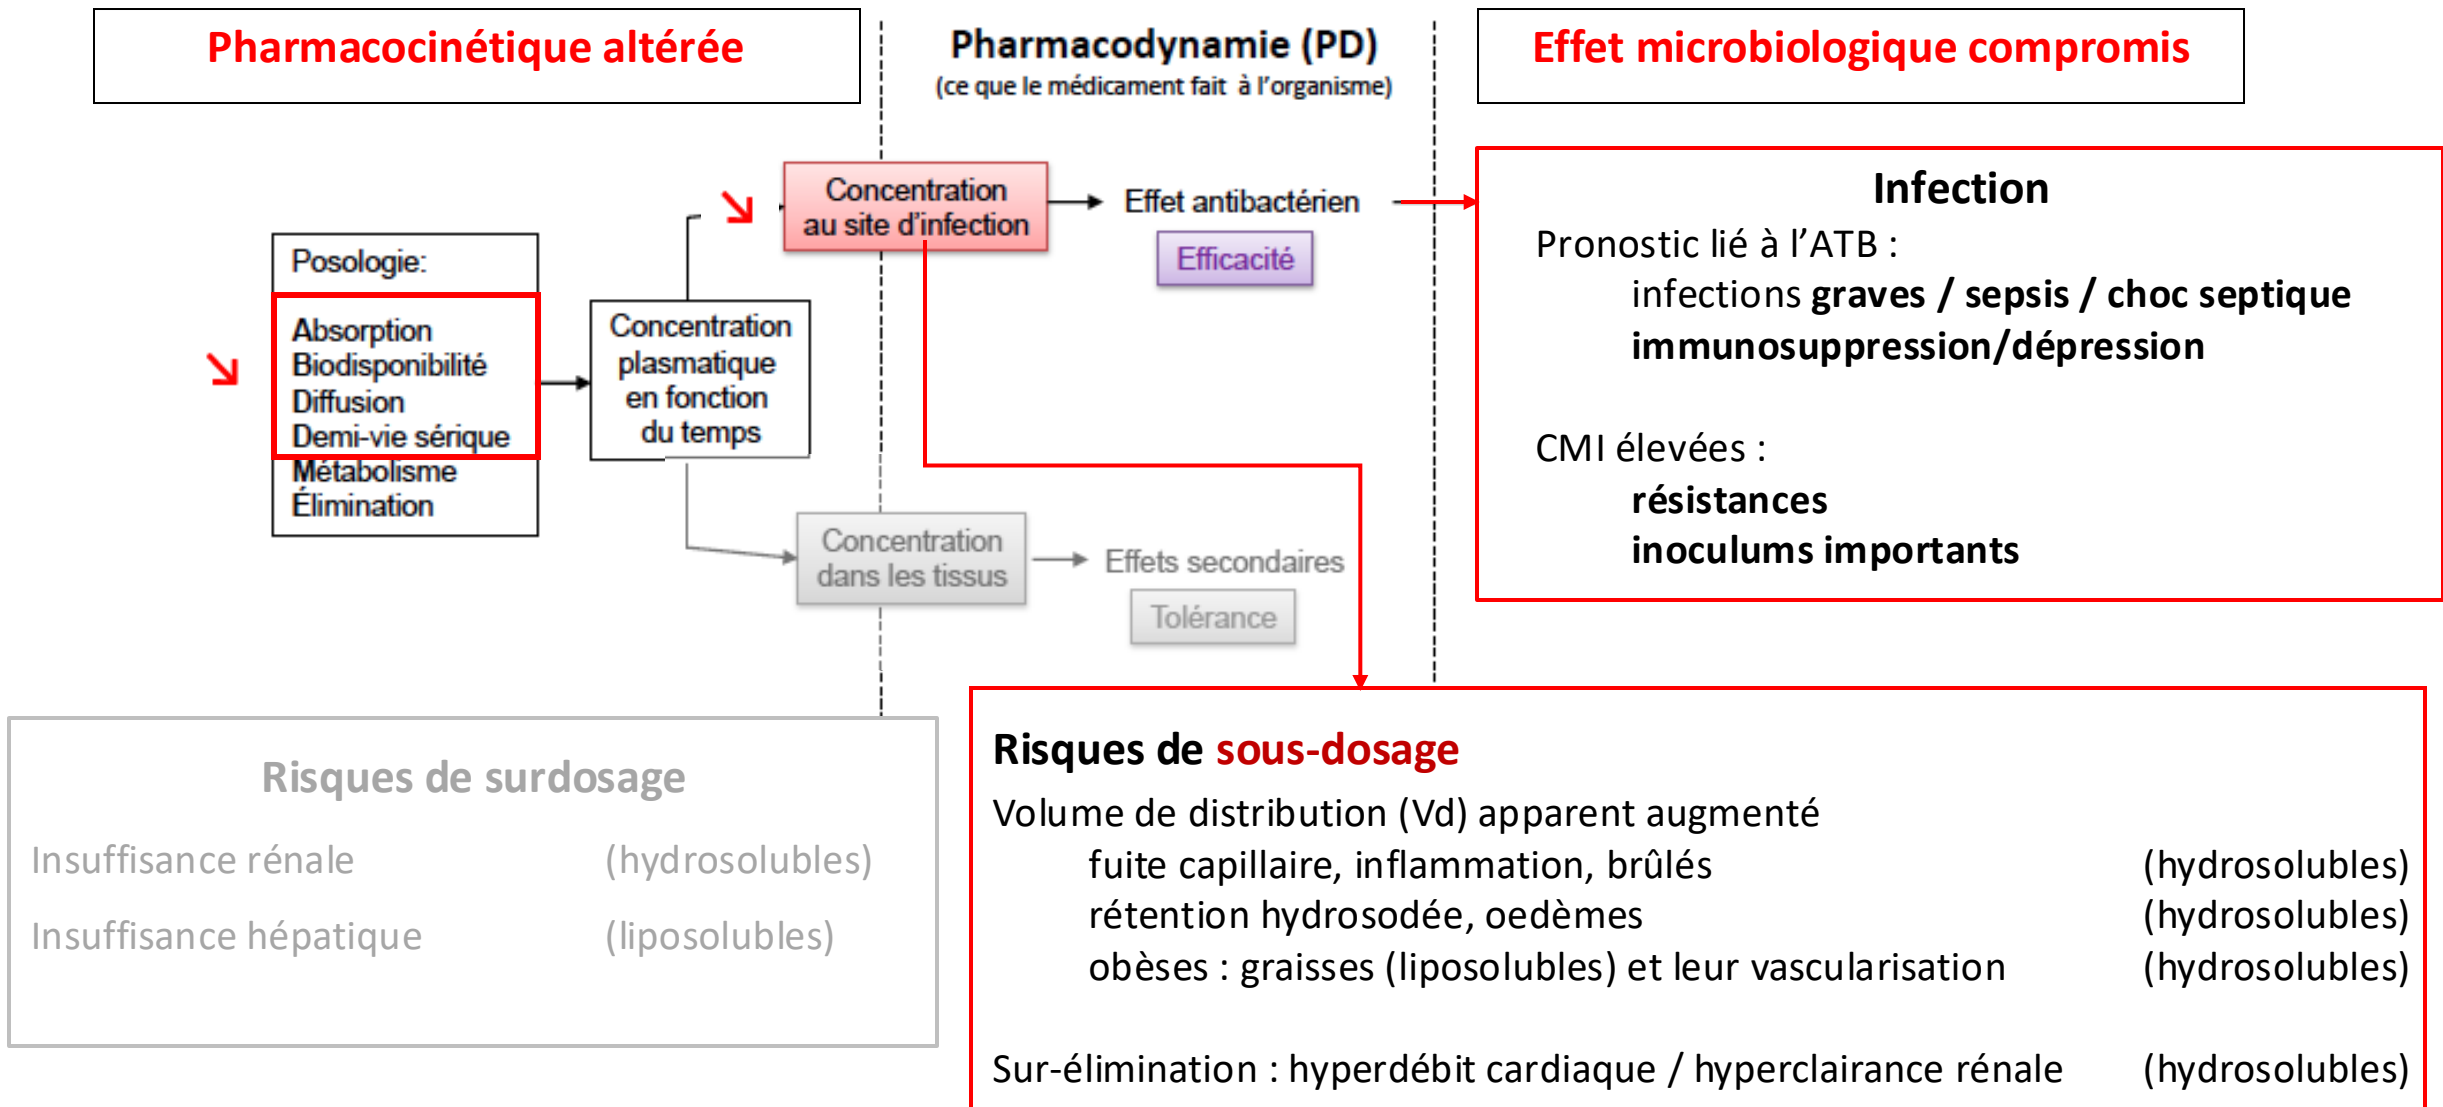 Pharmacocinétique altérée
Pharmacodynamie (PD)
(ce que le médicament fait à l'organisme)
Effet microbiologique compromis
Posologie:
Absorption
Biodisponibilité
Diffusion
Demi-vie sérique
Métabolisme
Élimination
Concentration
plasmatique
en fonction
du temps
Concentration
au site d'infection
Effet antibactérien
Efficacité
Concentration
dans les tissus
Effets secondaires
Tolérance
Infection
Pronostic lié à l'ATB :
infections graves / sepsis / choc septique
immunosuppression/dépression
CMI élevées :
résistances
inoculums importants
Risques de surdosage
Insuffisance rénale (hydrosolubles)
Insuffisance hépatique (liposolubles)
Risques de sous-dosage
Volume de distribution (Vd) apparent augmenté
fuite capillaire, inflammation, brûlés (hydrosolubles)
rétention hydrosodée, oedèmes (hydrosolubles)
obèses : graisses (liposolubles) et leur vascularisation (hydrosolubles)
Sur-élimination : hyperdébit cardiaque / hyperclairance rénale (hydrosolubles)